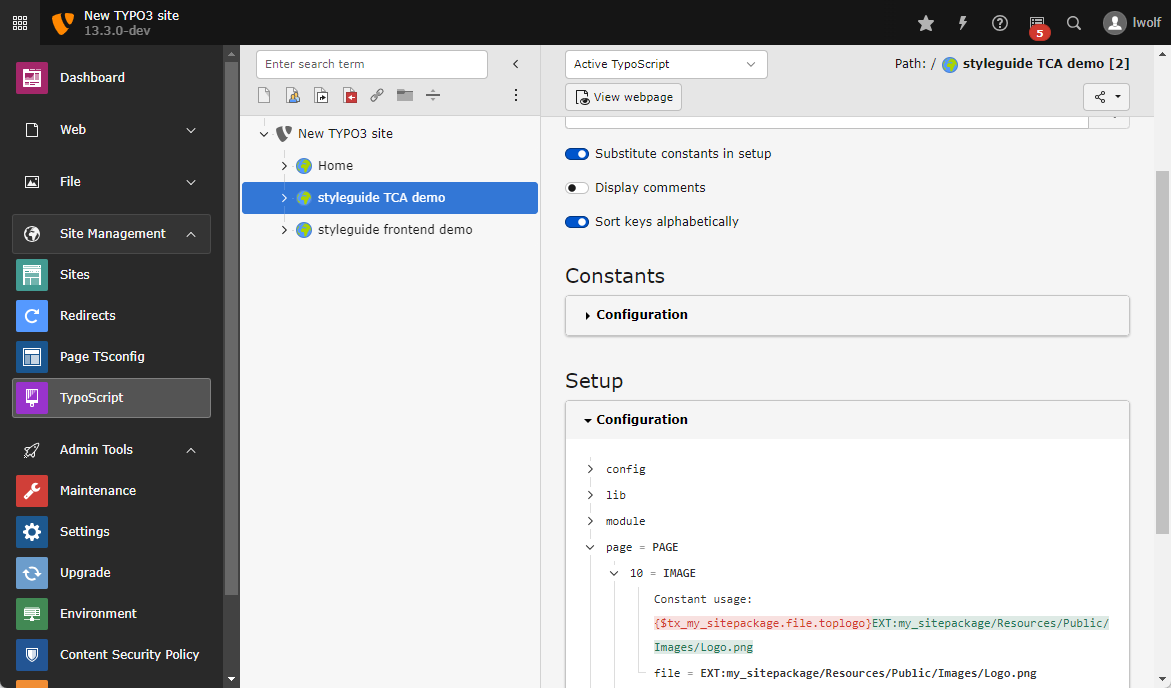 New TYPO3 site
13.3.0-dev
5
lwolf
Dashboard
Web
File
Site Management
Sites
Redirects
Page TSconfig
TypoScript
Admin Tools
Maintenance
Settings
Upgrade
Environment
Content Security Policy
Enter search term
New TYPO3 site
Home
styleguide TCA demo
styleguide frontend demo
Active TypoScript
Path: / styleguide TCA demo [2]
View webpage
Substitute constants in setup
Display comments
Sort keys alphabetically
Constants
Configuration
Setup
Configuration
config
lib
module
page = PAGE
10 = IMAGE
Constant usage:
{$tx_my_sitepackage.file.toplogo}EXT:my_sitepackage/Resources/Public/
Images/Logo.png
file = EXT:my_sitepackage/Resources/Public/Images/Logo.png